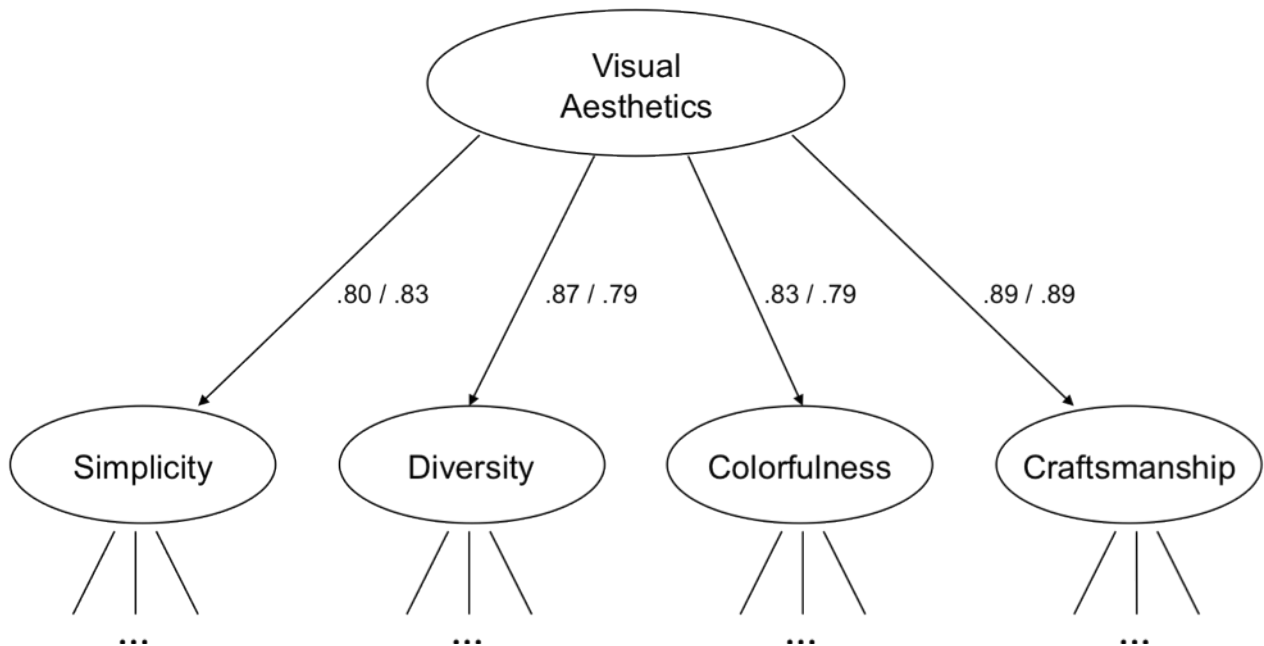 Visual
Aesthetics
.80 / .83
.87 / .79
.83 / .79
.89 / .89
Simplicity
Diversity
Colorfulness
Craftsmanship
...
...
...
...